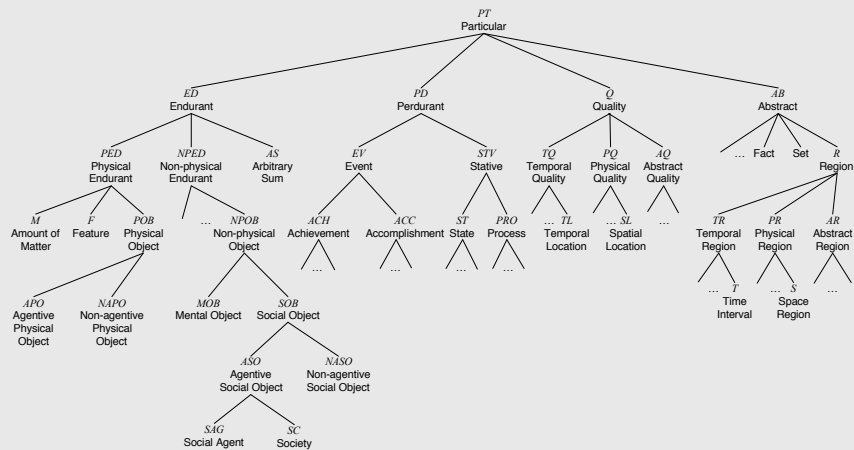 PT
Particular
ED
Endurant
PD
Perdurant
Q
Quality
AB
Abstract
PED
Physical
Endurant
NPED
Non-physical
Endurant
AS
Arbitrary
Sum
EV
Event
STV
Stative
TQ
Temporal
Quality
PQ
Physical
Quality
AQ
Abstract
Quality
… Fact Set
R
Region
M
Amount of
Matter
F
Feature
POB
Physical
Object
…
NPOB
Non-physical
Object
ACH
Achievement
…
ACC
Accomplishment
…
ST
State
…
PRO
Process
…
… TL
Temporal
Location
… SL
Spatial
Location
…
TR
Temporal
Region
PR
Physical
Region
AR
Abstract
Region
… T
Time
Interval
… S
Space
Region
…
APO
Agentive
Physical
Object
NAPO
Non-agentive
Physical
Object
MOB
Mental Object
SOB
Social Object
ASO
Agentive
Social Object
NASO
Non-agentive
Social Object
SAG
Social Agent
SC
Society